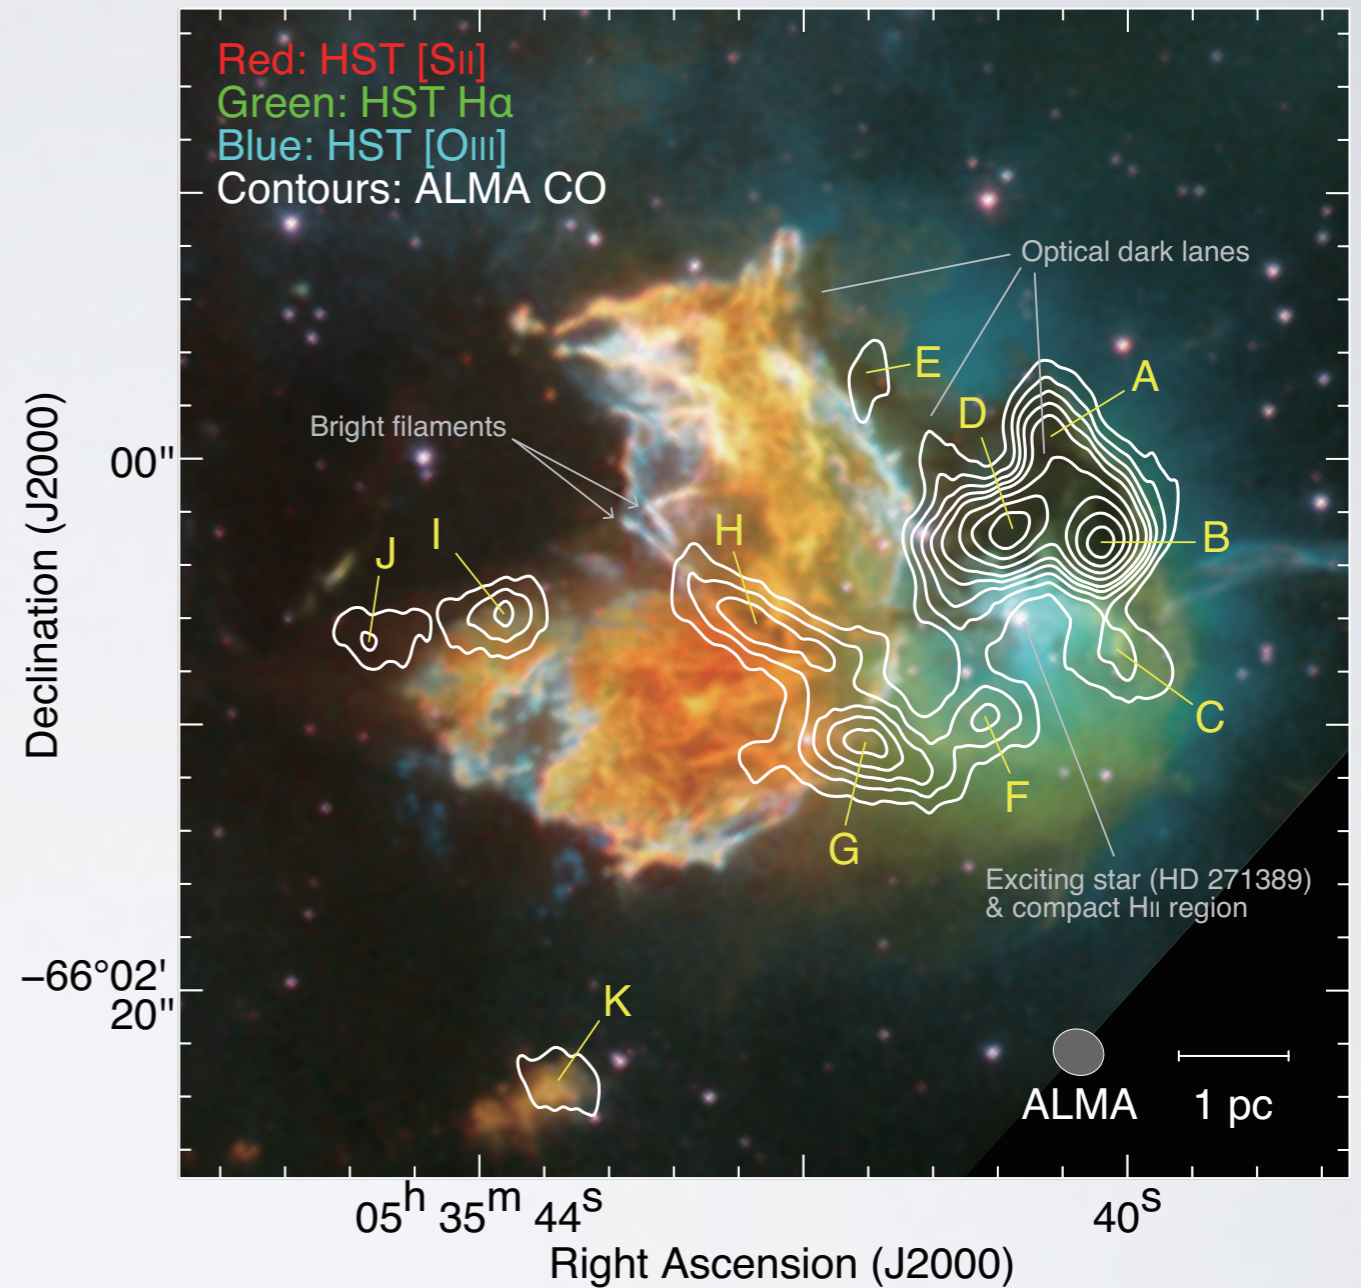 Red: HST [SII]
Green: HST Hα
Blue: HST [OIII]
Contours: ALMA CO
Optical dark lanes
E
A
D
Bright filaments
00"
H
B
I
J
C
F
G
Exciting star (HD 271389)
& compact HII region
Declination (J2000)
−66°02'
20"
K
ALMA
1 pc
05h 35m 44s
40s
Right Ascension (J2000)